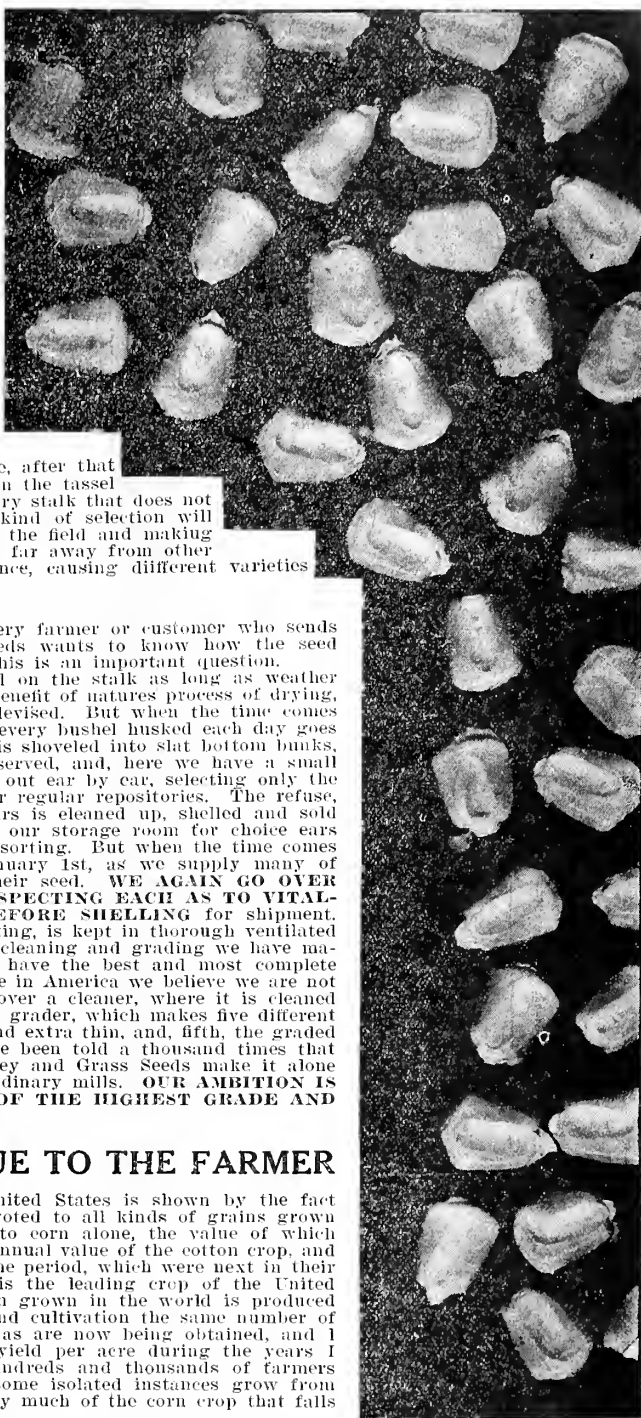 e, after that
n the tassel
ry stalk that does not
kind of selection will
the field and making
far away from other
nce, causing diifferent varieties
ery farmer or customer who sends
eds wants to know how the seed
his is an important question.
l on the stalk as long as weather
enefit of natures process of drying,
levised. But when the time comes
every bushel husked each day goes
is shoveled into slat bottom bunks,
served, and, here we have a small
out ear by ear, selecting only the
r regular repositories. The refuse,
rs is cleaned up, shelled and sold
our storage room for choice ears
sorting. But when the time comes
nuary 1st, as we supply many of
heir seed. WE AGAIN GO OVER
SPECTING EACH AS TO VITAL-
EFORE SHELLING for shipment.
ting, is kept in thorough ventilated
cleaning and grading we have ma-
have the best and most complete
e in America we believe we are not
over a cleaner, where it is cleaned
grader, which makes five different
nd extra thin, and, fifth, the graded
e been told a thousand times that
ey and Grass Seeds make it alone
dinary mills. OUR AMBITION IS
OF THE HIGHEST GRADE AND
UE TO THE FARMER
nited States is shown by the fact
voted to all kinds of grains grown
to corn alone, the value of which
nnual value of the cotton crop, and
ne period, which were next in their
is the leading crop of the United
n grown in the world is produced
nd cultivation the same number of
as are now being obtained, and I
yield per acre during the years I
undreds and thousands of farmers
some isolated instances grow from
y much of the corn crop that falls